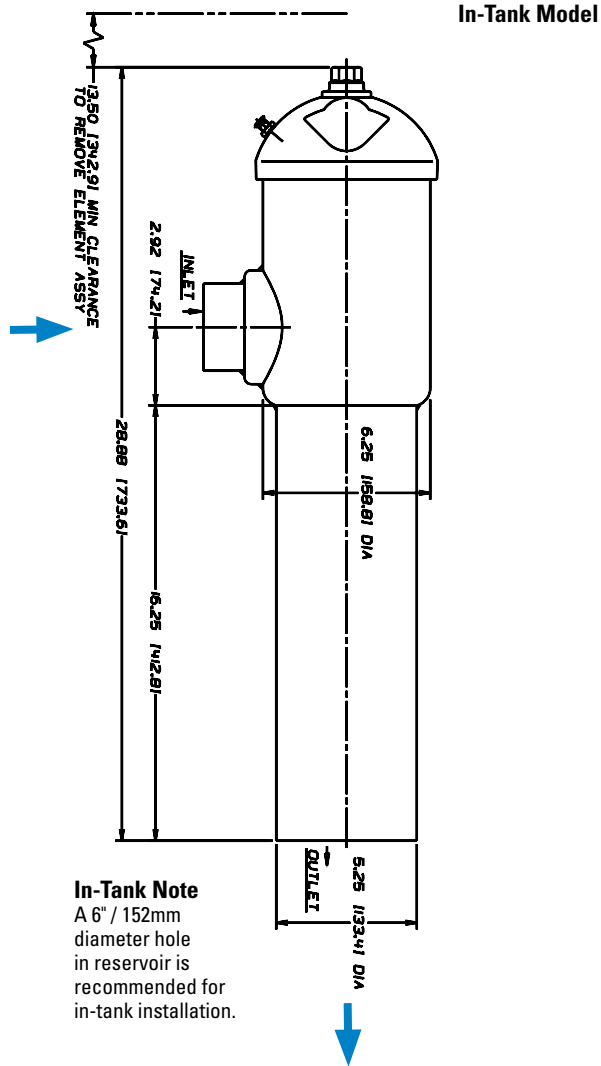 In-Tank Model
13.50 [342.9] MIN CLEARANCE
TO REMOVE ELEMENT ASSY
2.92 [74.2]
INLET
28.88 [733.6]
6.25 [158.8] DIA
16.25 [412.8]
OUTLET
5.25 [133.4] DIA
In-Tank Note
A 6" / 152mm
diameter hole
in reservoir is
recommended for
in-tank installation.